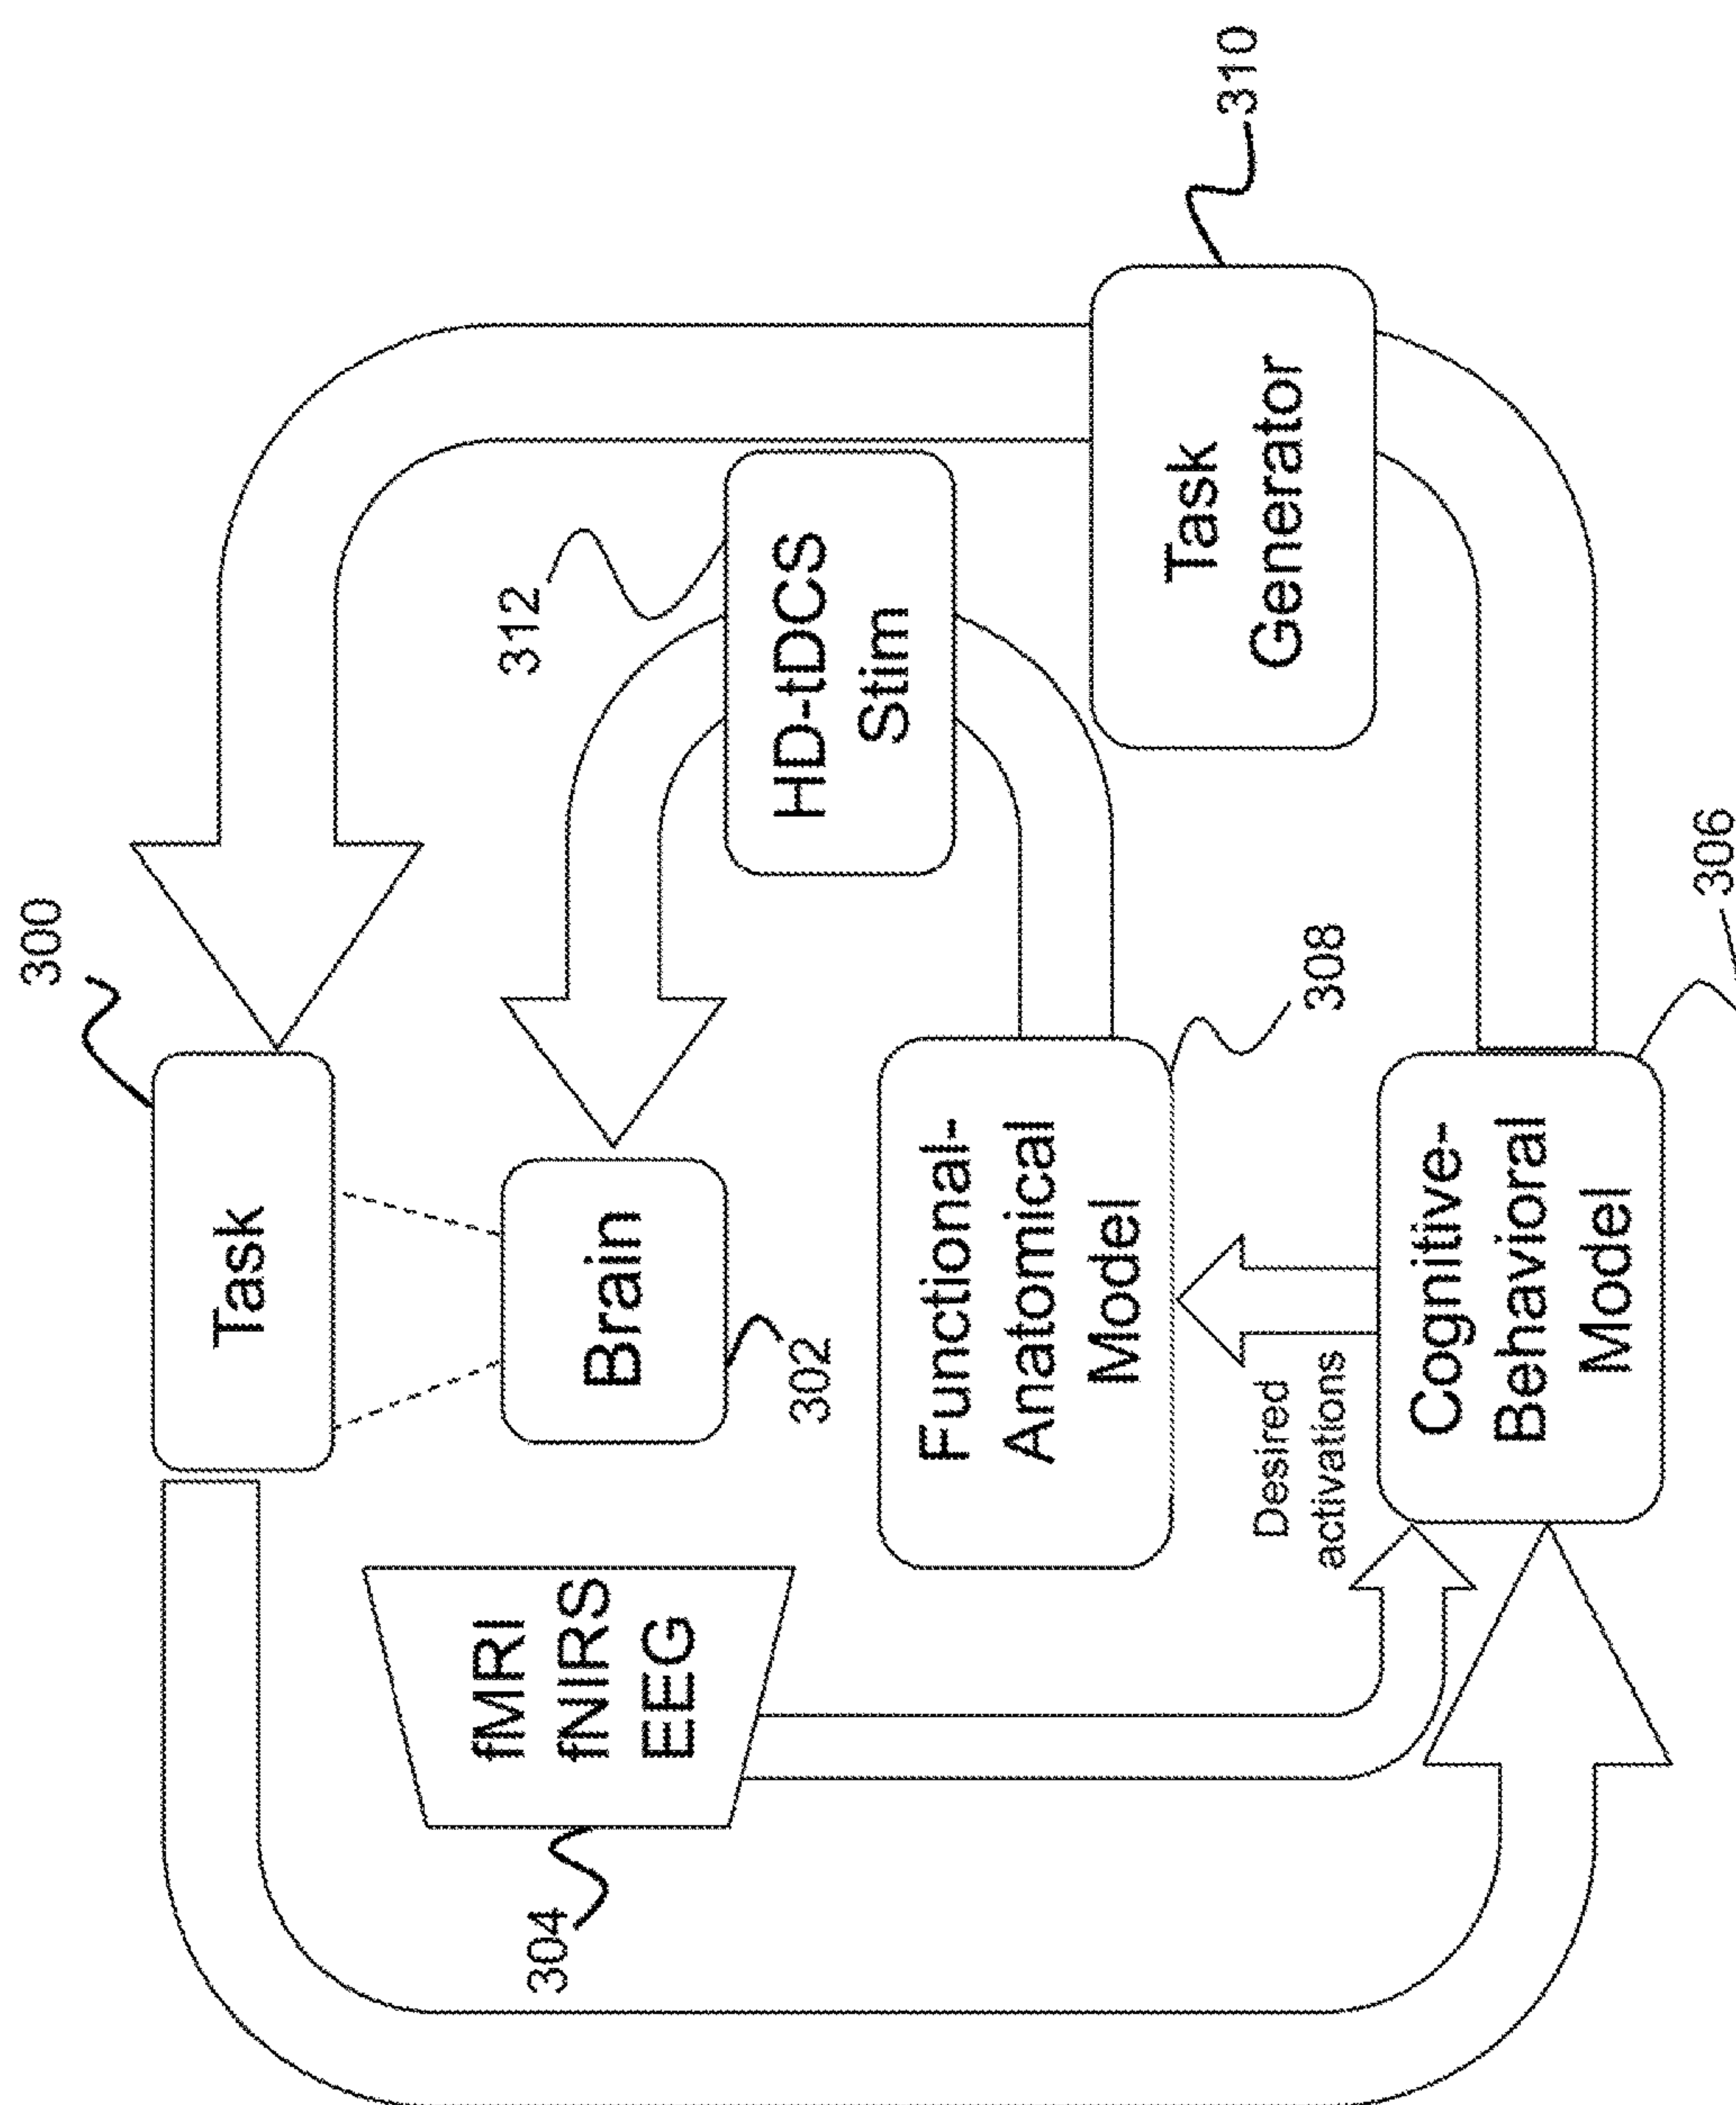 300
Task
310
312
HD-tDCS
Stim
Brain
302
fMRI
fNIRS
EEG
304
Functional-
Anatomical
Model
308
Task
Generator
Desired
activations
Cognitive-
Behavioral
Model
306